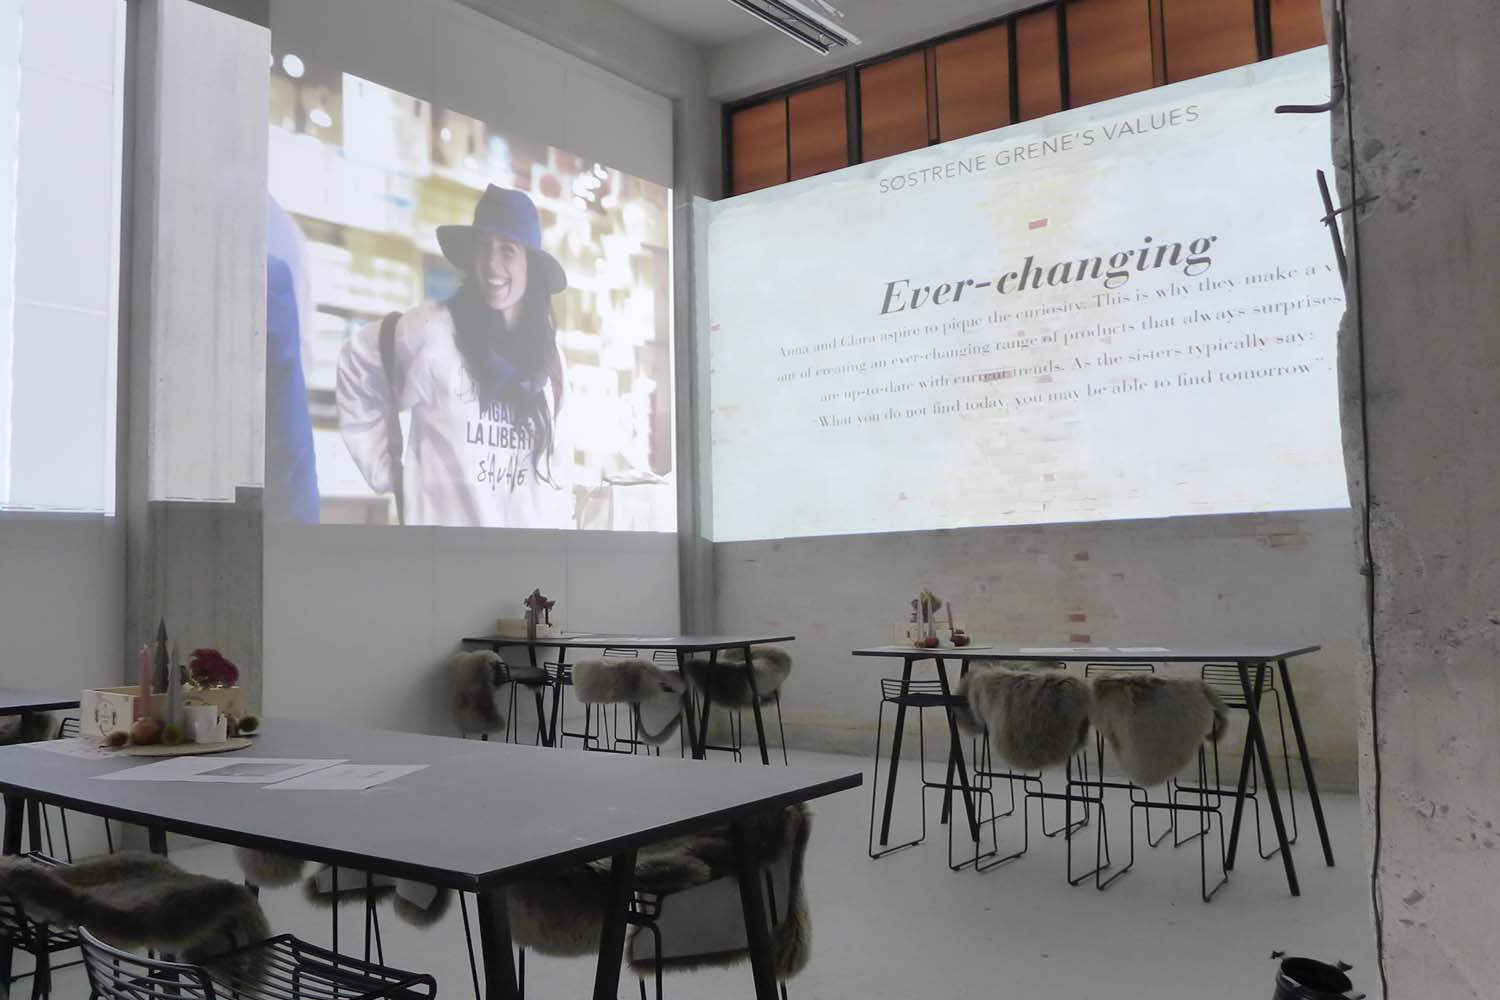 PIGAL
LA LIBERT
SAUVAGE
SØSTRENE GRENE'S VALUES
Ever-changing
Anna and Clara aspire to pique the curiosity. This is why they make a v
out of creating an ever-changing range of products that always surprises
are up-to-date with current trends. As the sisters typically say:
"What you do not find today, you may be able to find tomorrow".